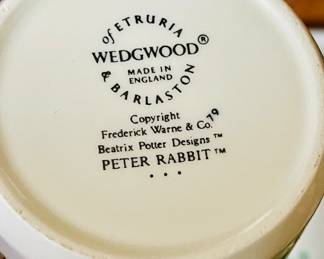 of ETRURIA
WEDGWOOD®
MADE IN
ENGLAND
& BARLASTON
Copyright
Frederick Warne & Co. 79
Beatrix Potter Designs™
PETER RABBIT™
• • •